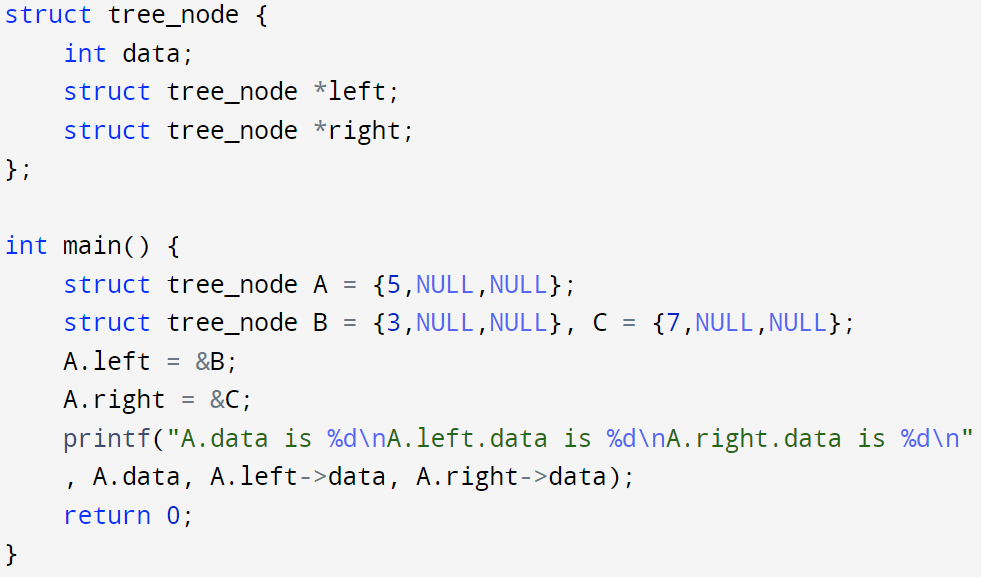 struct tree_node {
    int data;
    struct tree_node *left;
    struct tree_node *right;
};

int main() {
    struct tree_node A = {5,NULL,NULL};
    struct tree_node B = {3,NULL,NULL}, C = {7,NULL,NULL};
    A.left = &B;
    A.right = &C;
    printf("A.data is %d\nA.left.data is %d\nA.right.data is %d\n"
    , A.data, A.left->data, A.right->data);
    return 0;
}